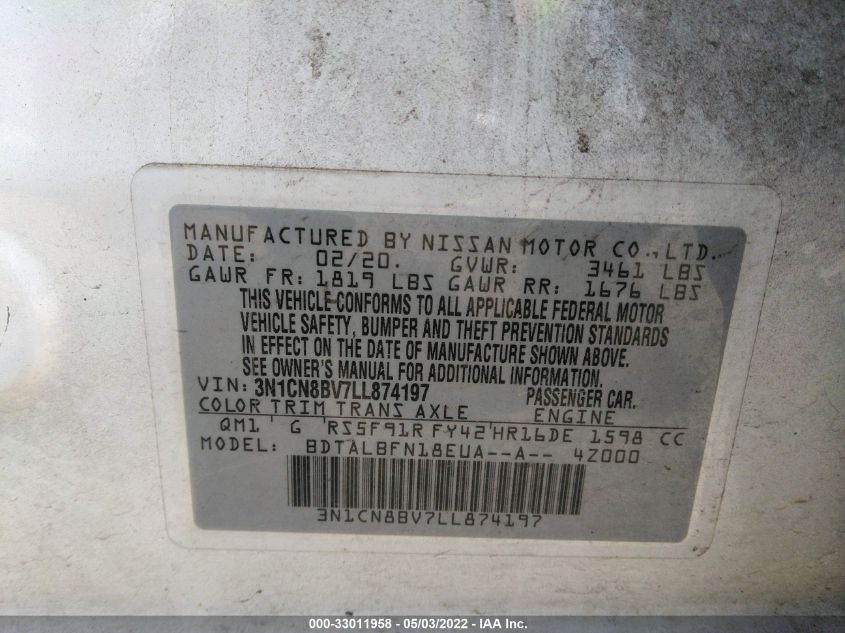 MANUFACTURED BY NISSAN MOTOR CO., LTD.
DATE: 02/20. GVWR: 3461 LBS
GAWR FR: 1819 LBS GAWR RR: 1676 LBS
THIS VEHICLE CONFORMS TO ALL APPLICABLE FEDERAL MOTOR
VEHICLE SAFETY, BUMPER AND THEFT PREVENTION STANDARDS
IN EFFECT ON THE DATE OF MANUFACTURE SHOWN ABOVE.
SEE OWNER'S MANUAL FOR ADDITIONAL INFORMATION.
VIN: 3N1CN8BV7LL874197 PASSENGER CAR.
COLOR TRIM TRANS AXLE ENGINE
QM1 ' G ' RS5F91R FY42 ' HR16DE 1598 CC
MODEL: BDTALBFN18EUA--A-- 4Z000
3N1CN8BV7LL874197
000-33011958 - 05/03/2022 - IAA Inc.